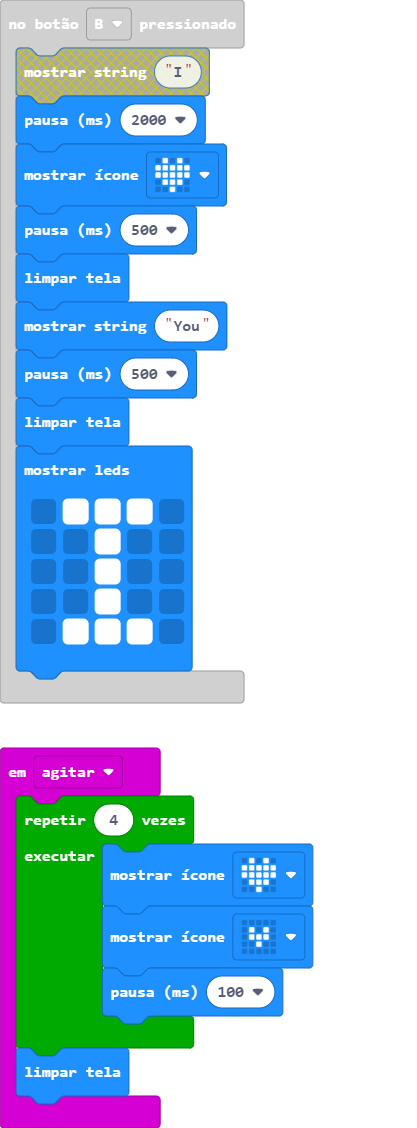 no botão B pressionado
mostrar string "I"
pausa (ms) 2000
mostrar ícone
pausa (ms) 500
limpar tela
mostrar string "You"
pausa (ms) 500
limpar tela
mostrar leds
em agitar
repetir 4 vezes
executar
mostrar ícone
mostrar ícone
pausa (ms) 100
limpar tela